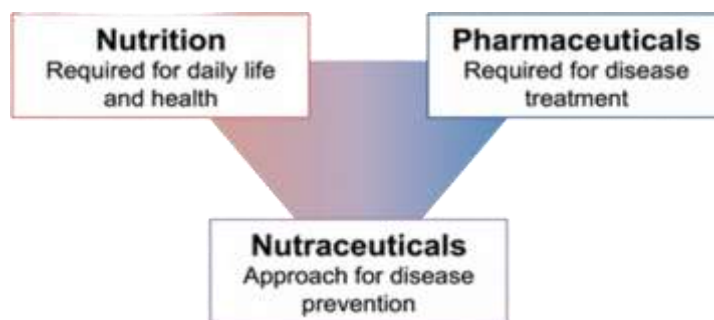 Nutrition
Required for daily life
and health
Pharmaceuticals
Required for disease
treatment
Nutraceuticals
Approach for disease
prevention